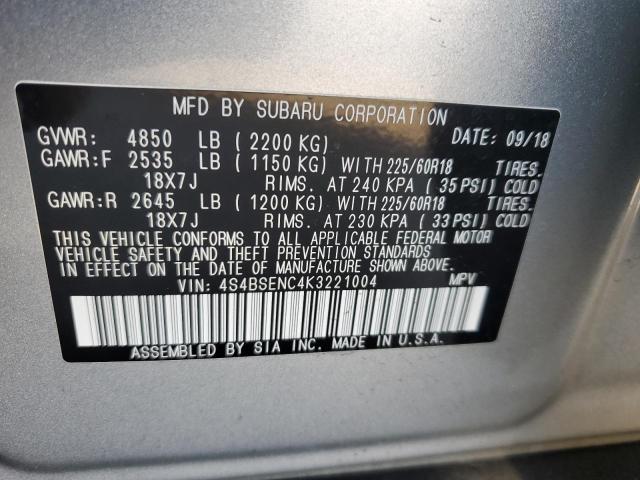 MFD BY SUBARU CORPORATION
GVWR: 4850 LB ( 2200 KG) DATE: 09/18
GAWR:F 2535 LB ( 1150 KG) WITH 225/60R18 TIRES.
18X7J RIMS. AT 240 KPA ( 35 PSI) COLD
GAWR:R 2645 LB ( 1200 KG) WITH 225/60R18 TIRES.
18X7J RIMS. AT 230 KPA ( 33 PSI) COLD
THIS VEHICLE CONFORMS TO ALL APPLICABLE FEDERAL MOTOR
VEHICLE SAFETY AND THEFT PREVENTION STANDARDS
IN EFFECT ON THE DATE OF MANUFACTURE SHOWN ABOVE.
VIN: 4S4BSENC4K3221004 MPV
ASSEMBLED BY SIA INC. MADE IN U.S.A.